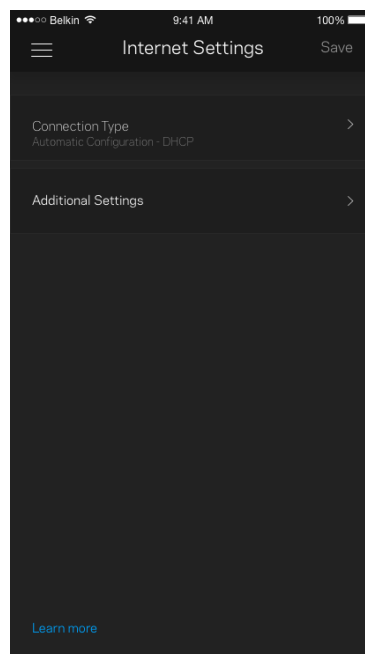 Belkin 9:41 AM 100%
Internet Settings Save
Connection Type
Automatic Configuration - DHCP
Additional Settings
Learn more